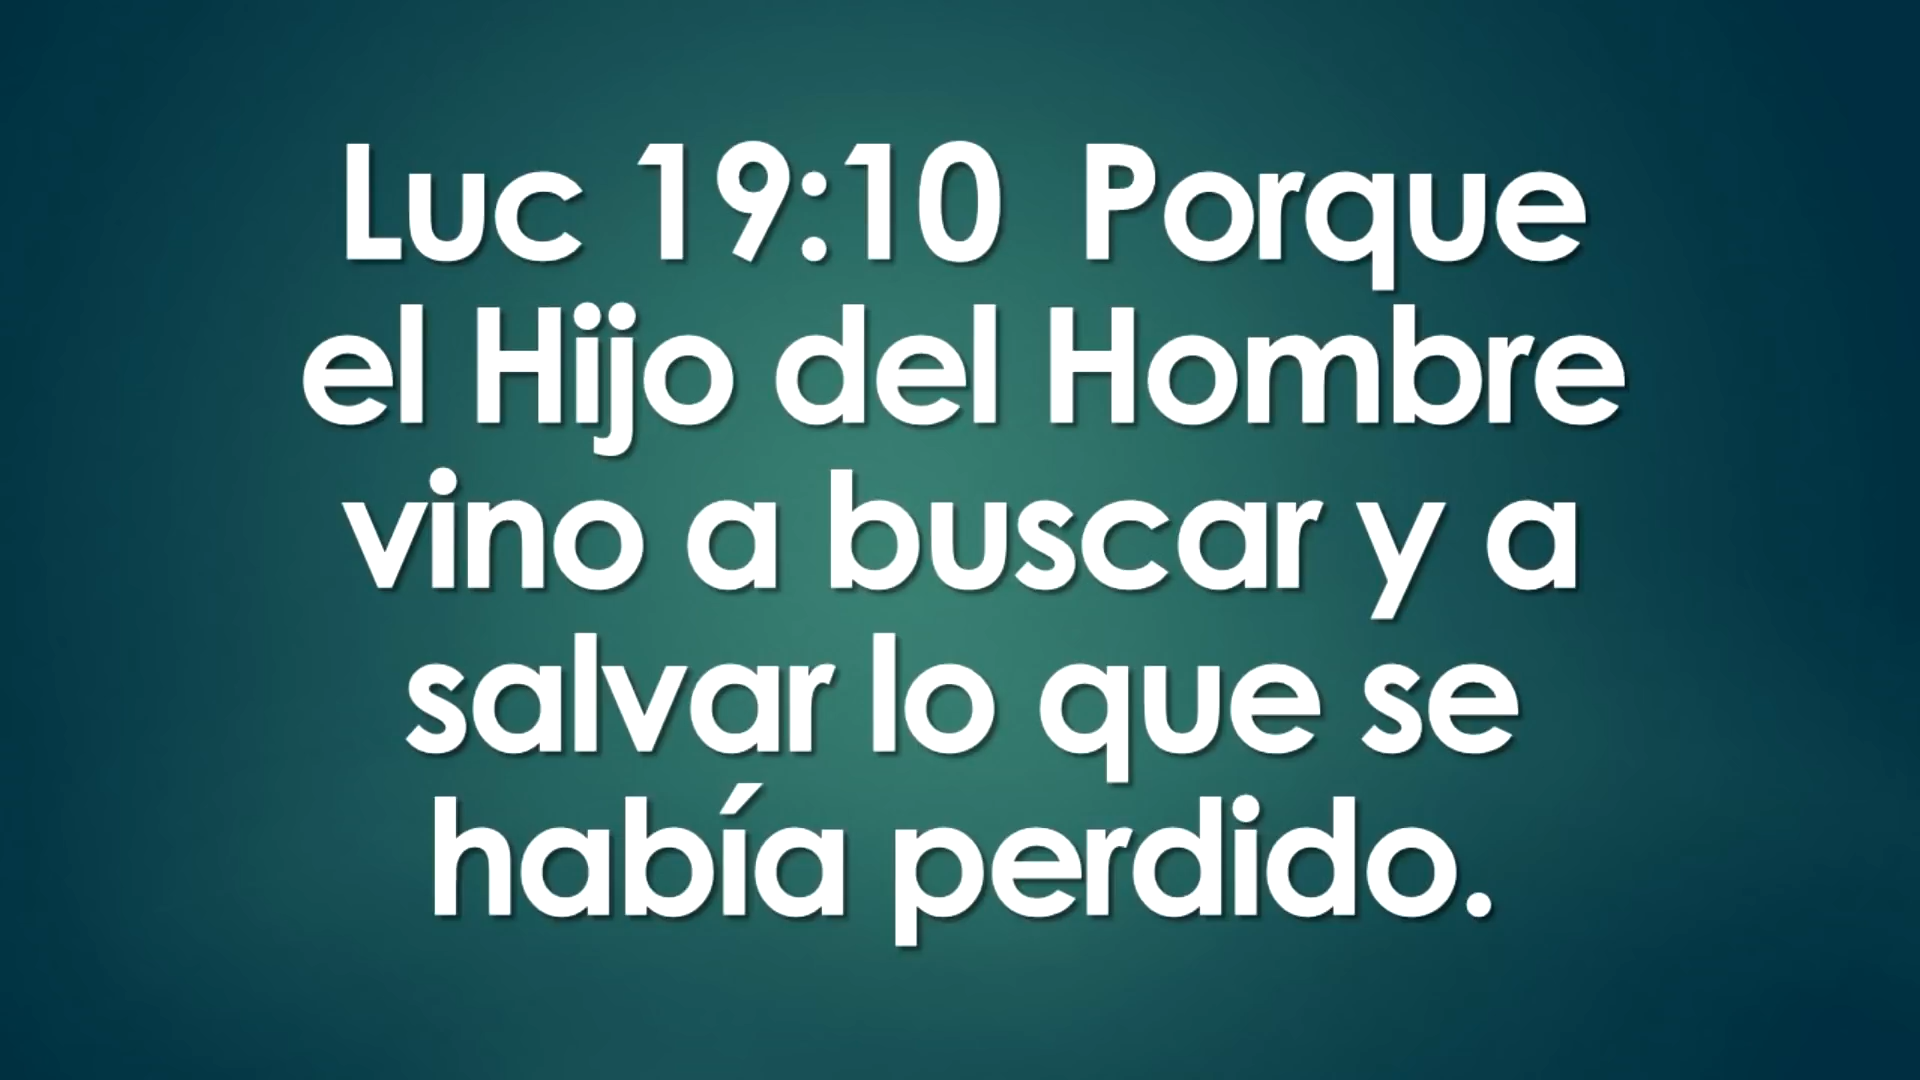 Luc 19:10  Porque
el Hijo del Hombre
vino a buscar y a
salvar lo que se
había perdido.